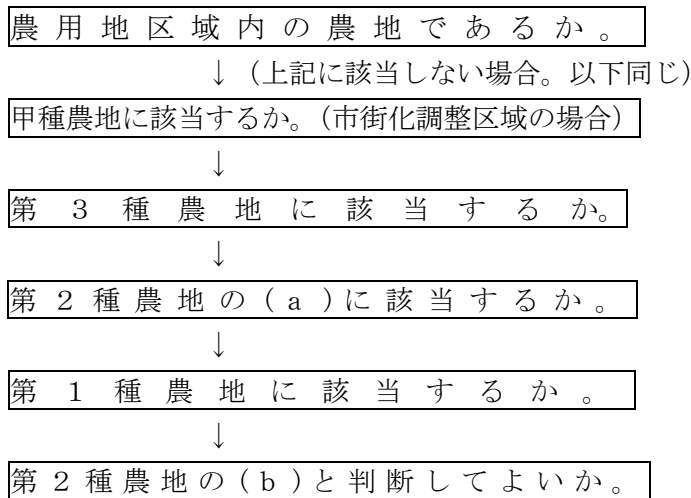 農用地区域内の農地であるか。
↓（上記に該当しない場合。以下同じ）
甲種農地に該当するか。（市街化調整区域の場合）
↓
第３種農地に該当するか。
↓
第２種農地の(ａ)に該当するか。
↓
第１種農地に該当するか。
↓
第２種農地の(ｂ)と判断してよいか。